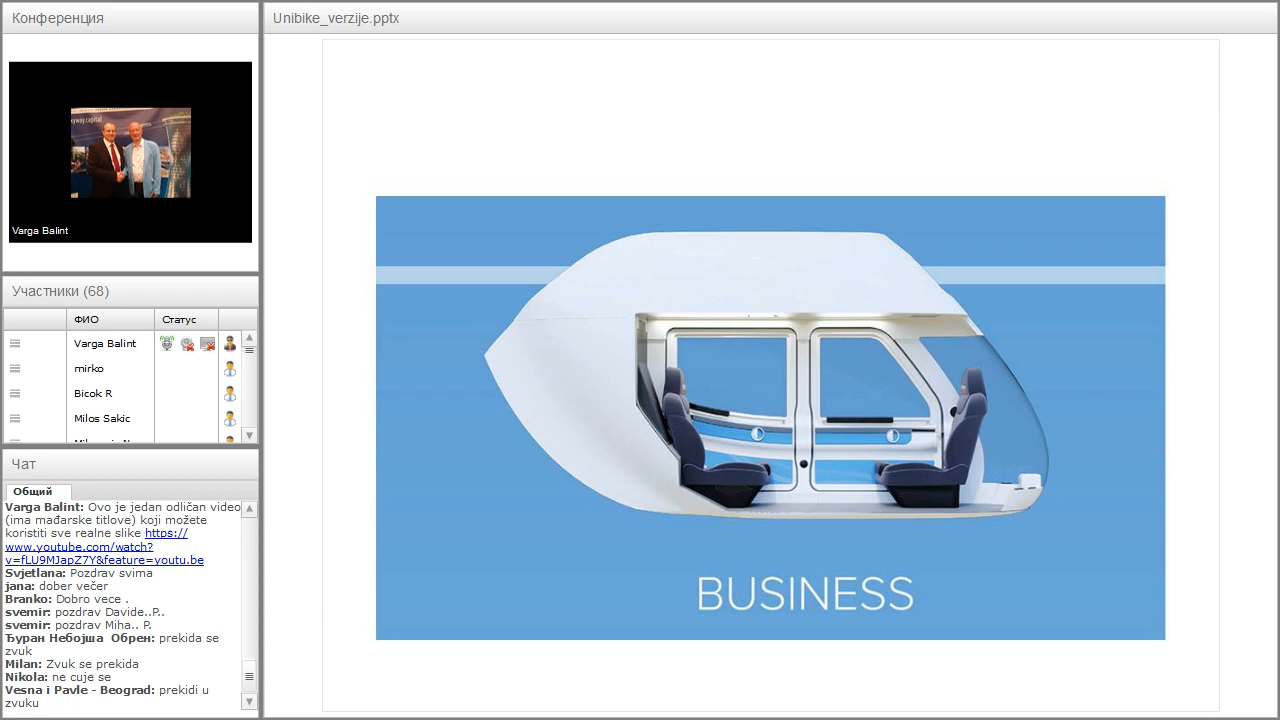 Конференция
yway.capital
Varga Balint
Участники (68)
ФИО
Статус
Varga Balint
mirko
Bicok R
Milos Sakic
Чат
Общий
Varga Balint: Ovo je jedan odličan video
(ima mađarske titlove) koji možete
koristiti sve realne slike https://
www.youtube.com/watch?
v=fLU9MJapZ7Y&feature=youtu.be
Svjetlana: Pozdrav svima
jana: dober večer
Branko: Dobro vece .
svemir: pozdrav Davide..P..
svemir: pozdrav Miha.. P.
Ђуран Небојша Обрен: prekida se
zvuk
Milan: Zvuk se prekida
Nikola: ne cuje se
Vesna i Pavle - Beograd: prekidi u
zvuku
Unibike_verzije.pptx
BUSINESS